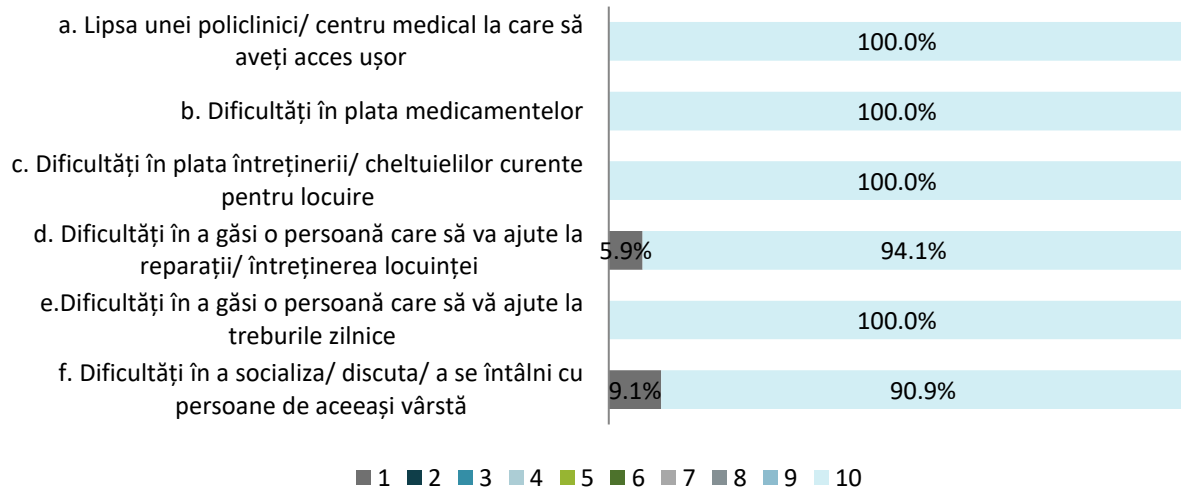 a. Lipsa unei policlinici/ centru medical la care să
aveți acces ușor
100.0%
b. Dificultăți în plata medicamentelor
100.0%
c. Dificultăți în plata întreținerii/ cheltuielilor curente
pentru locuire
100.0%
d. Dificultăți în a găsi o persoană care să va ajute la
reparații/ întreținerea locuinței
5.9% 94.1%
e.Dificultăți în a găsi o persoană care să vă ajute la
treburile zilnice
100.0%
f. Dificultăți în a socializa/ discuta/ a se întâlni cu
persoane de aceeași vârstă
9.1% 90.9%
1 2 3 4 5 6 7 8 9 10